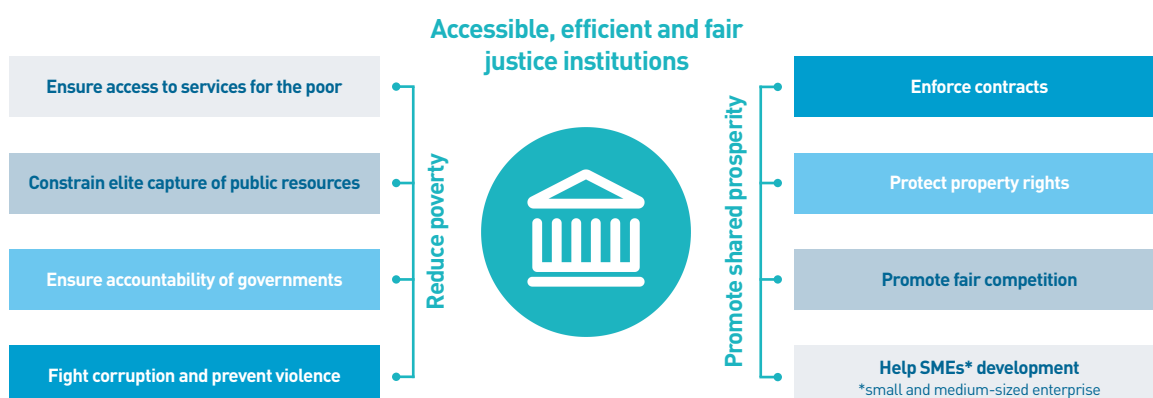 Accessible, efficient and fair
justice institutions
Ensure access to services for the poor
Constrain elite capture of public resources
Ensure accountability of governments
Fight corruption and prevent violence
Reduce poverty
Promote shared prosperity
Enforce contracts
Protect property rights
Promote fair competition
Help SMEs* development
*small and medium-sized enterprise